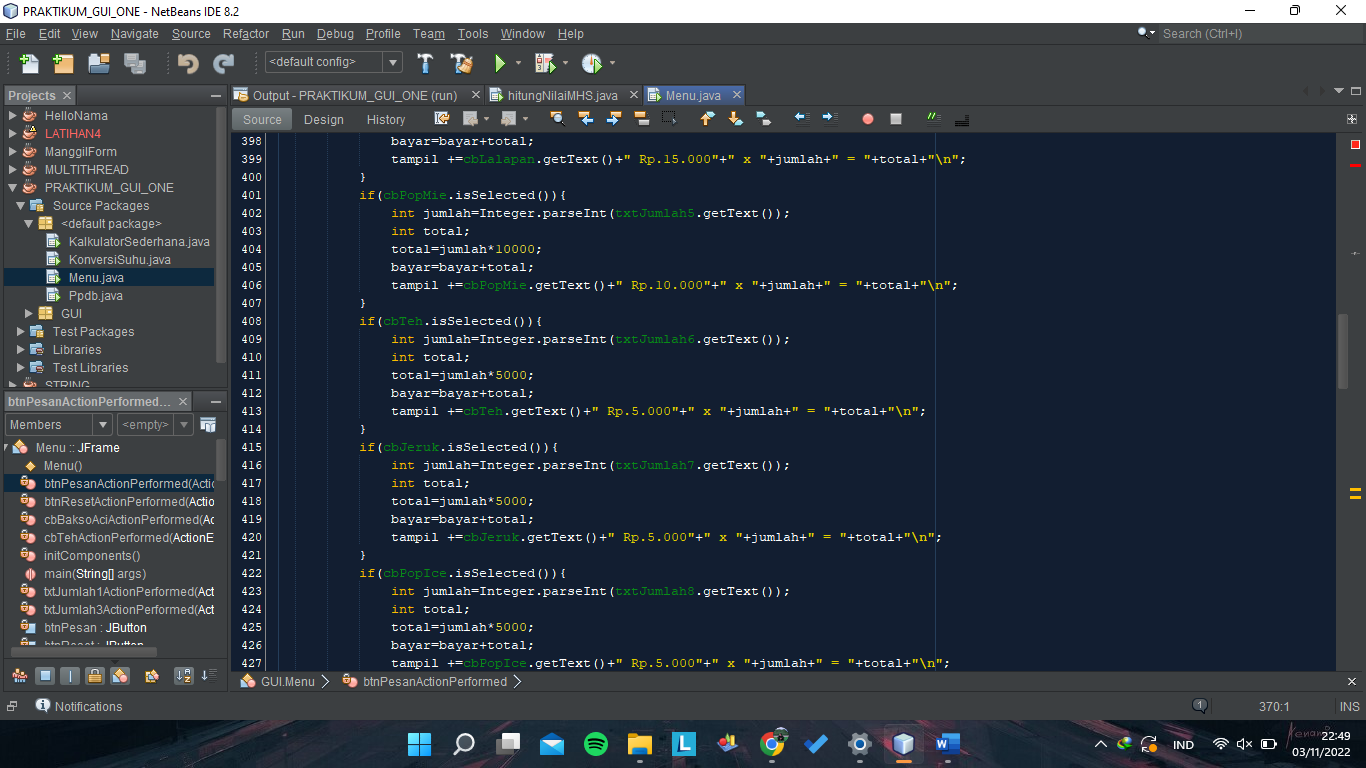 PRAKTIKUM_GUI_ONE - NetBeans IDE 8.2
File Edit View Navigate Source Refactor Run Debug Profile Team Tools Window Help
Search (Ctrl+I)
<default config>
Projects
HelloNama
LATIHAN4
ManggilForm
MULTITHREAD
PRAKTIKUM_GUI_ONE
Source Packages
<default package>
KalkulatorSederhana.java
KonversiSuhu.java
Menu.java
Ppdb.java
GUI
Test Packages
Libraries
Test Libraries
STRING
btnPesanActionPerformed...
Members <empty>
Menu :: JFrame
Menu()
btnPesanActionPerformed(Actic
btnResetActionPerformed(Actio
cbBaksoAciActionPerformed(Ac
cbTehActionPerformed(ActionE
initComponents()
main(String[] args)
txtJumlah1ActionPerformed(Act
txtJumlah3ActionPerformed(Act
btnPesan : JButton
btnReset : JButton
Output - PRAKTIKUM_GUI_ONE (run) hitungNilaiMHS.java Menu.java
Source Design History
398 bayar=bayar+total;
399 tampil +=cbLalapan.getText()+" Rp.15.000"+" x "+jumlah+" = "+total+"\n";
400 }
401 if(cbPopMie.isSelected()){
402 int jumlah=Integer.parseInt(txtJumlah5.getText());
403 int total;
404 total=jumlah*10000;
405 bayar=bayar+total;
406 tampil +=cbPopMie.getText()+" Rp.10.000"+" x "+jumlah+" = "+total+"\n";
407 }
408 if(cbTeh.isSelected()){
409 int jumlah=Integer.parseInt(txtJumlah6.getText());
410 int total;
411 total=jumlah*5000;
412 bayar=bayar+total;
413 tampil +=cbTeh.getText()+" Rp.5.000"+" x "+jumlah+" = "+total+"\n";
414 }
415 if(cbJeruk.isSelected()){
416 int jumlah=Integer.parseInt(txtJumlah7.getText());
417 int total;
418 total=jumlah*5000;
419 bayar=bayar+total;
420 tampil +=cbJeruk.getText()+" Rp.5.000"+" x "+jumlah+" = "+total+"\n";
421 }
422 if(cbPopIce.isSelected()){
423 int jumlah=Integer.parseInt(txtJumlah8.getText());
424 int total;
425 total=jumlah*5000;
426 bayar=bayar+total;
427 tampil +=cbPopIce.getText()+" Rp.5.000"+" x "+jumlah+" = "+total+"\n";
GUI.Menu btnPesanActionPerformed
Notifications
1 370:1 INS
IND
22:49
03/11/2022